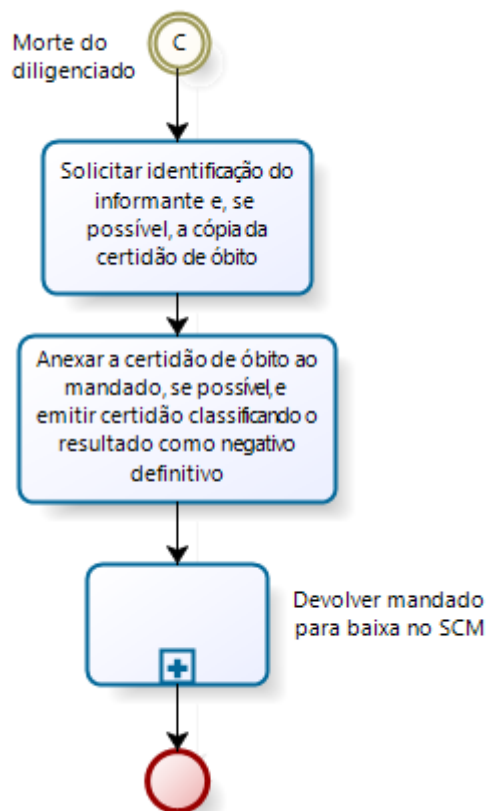 Morte do
diligenciado
C
Solicitar identificação do
informante e, se
possível, a cópia da
certidão de óbito
Anexar a certidão de óbito ao
mandado, se possível, e
emitir certidão classificando o
resultado como negativo
definitivo
Devolver mandado
para baixa no SCM